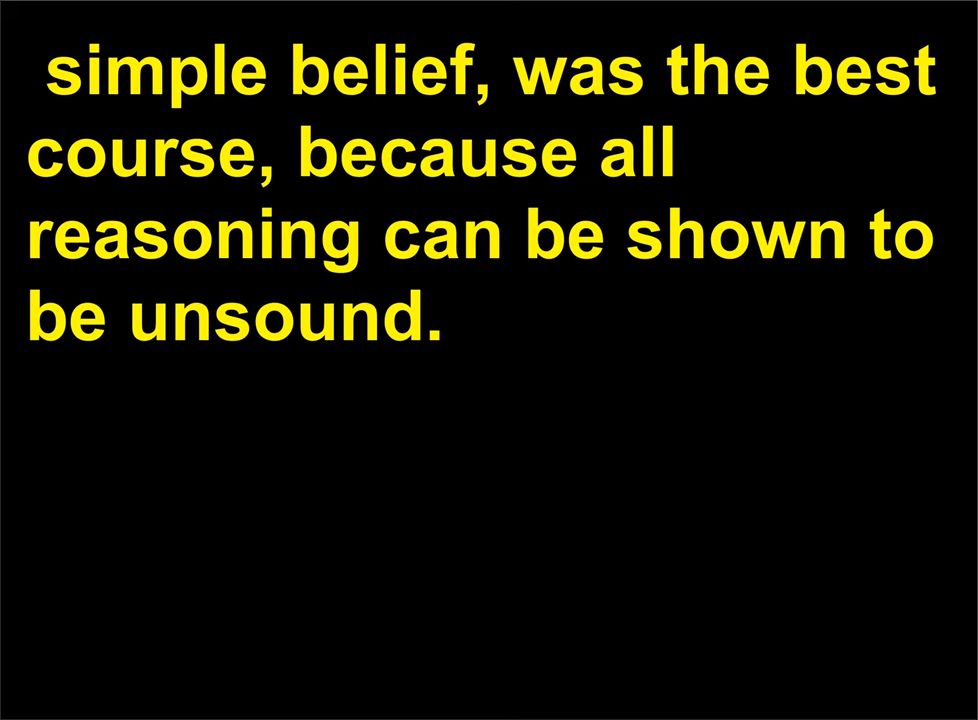 simple belief, was the best
course, because all
reasoning can be shown to
be unsound.